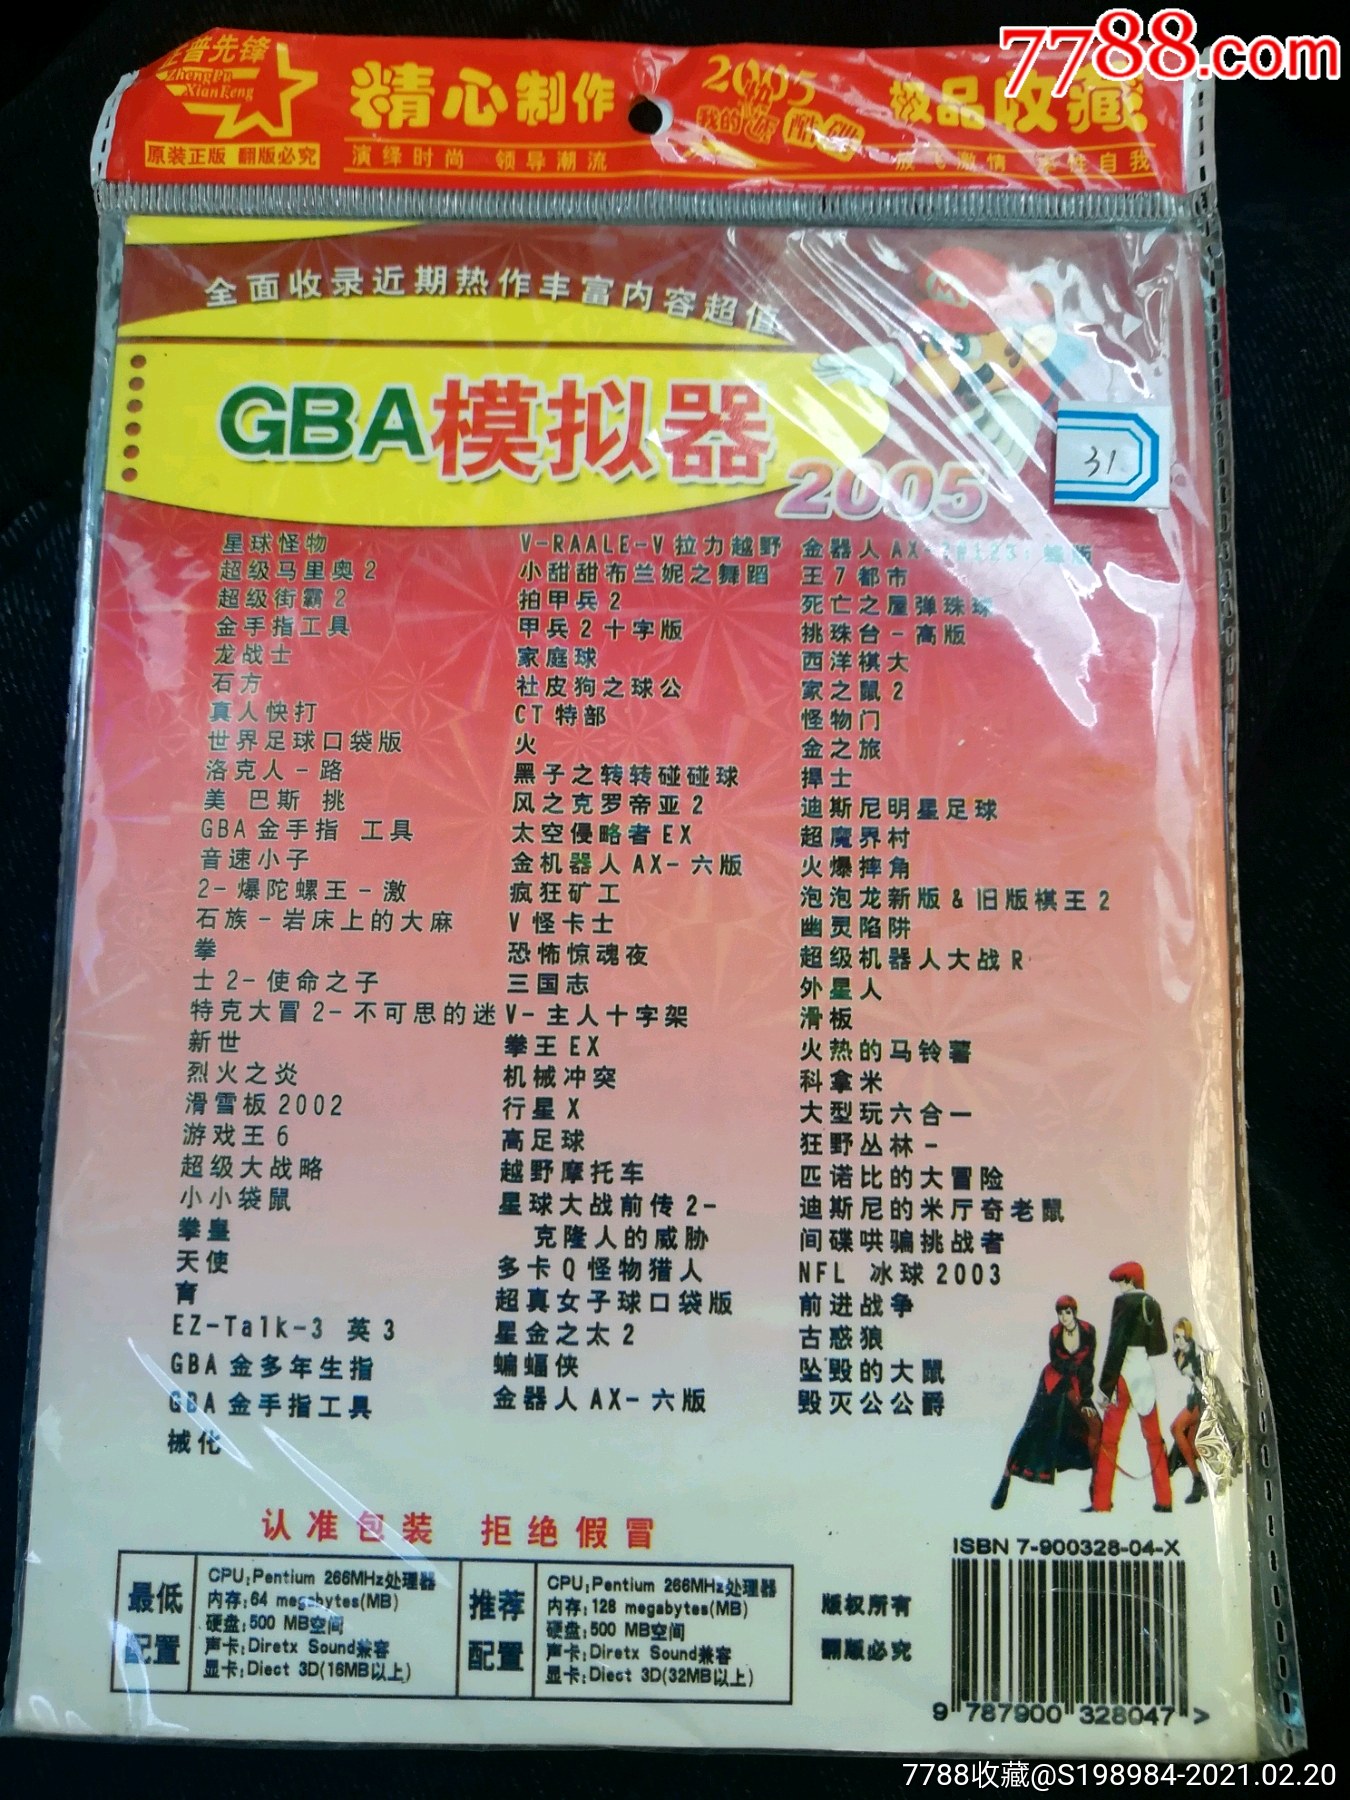 7788.com
普先锋
ZhengPu
XianFeng
精心制作
2005
我的 酷
极品收藏
原装正版 翻版必究
演绎时尚 领导潮流
激情 自我
全面收录近期热作丰富内容超值
GBA模拟器
2005
31
星球怪物
超级马里奥2
超级街霸2
金手指工具
龙战士
石方
真人快打
世界足球口袋版
洛克人-路
美 巴斯 挑
GBA金手指 工具
音速小子
2-爆陀螺王-激
石族-岩床上的大麻
拳
士2-使命之子
特克大冒2-不可思的迷
新世
烈火之炎
滑雪板2002
游戏王6
超级大战略
小小袋鼠
拳皇
天使
育
EZ-Talk-3 英3
GBA金多年生指
GBA金手指工具
械化
V-RAALE-V拉力越野
小甜甜布兰妮之舞蹈
拍甲兵2
甲兵2十字版
家庭球
社皮狗之球公
CT特部
火
黑子之转转碰碰球
风之克罗帝亚2
太空侵略者EX
金机器人AX-六版
疯狂矿工
V怪卡士
恐怖惊魂夜
三国志
V-主人十字架
拳王EX
机械冲突
行星X
高足球
越野摩托车
星球大战前传2-
克隆人的威胁
多卡Q怪物猎人
超真女子球口袋版
星金之太2
蝙蝠侠
金器人AX-六版
金器人AX-
王7都市
死亡之屋弹珠球
挑珠台-高版
西洋棋大
家之鼠2
怪物门
金之旅
捍士
迪斯尼明星足球
超魔界村
火爆摔角
泡泡龙新版&旧版棋王2
幽灵陷阱
超级机器人大战R
外星人
滑板
火热的马铃薯
科拿米
大型玩六合一
狂野丛林-
匹诺比的大冒险
迪斯尼的米厅奇老鼠
间碟哄骗挑战者
NFL 冰球2003
前进战争
古惑狼
坠毁的大鼠
毁灭公公爵
认准包装 拒绝假冒
最低
配置
CPU:Pentium 266MHz处理器
内存:64 megabytes(MB)
硬盘:500 MB空间
声卡:Diretx Sound兼容
显卡:Diect 3D(16MB以上)
推荐
配置
CPU:Pentium 266MHz处理器
内存:128 megabytes(MB)
硬盘:500 MB空间
声卡:Diretx Sound兼容
显卡:Diect 3D(32MB以上)
版权所有
翻版必究
ISBN 7-900328-04-X
9 787900 328047 >
7788收藏@S198984-2021.02.20